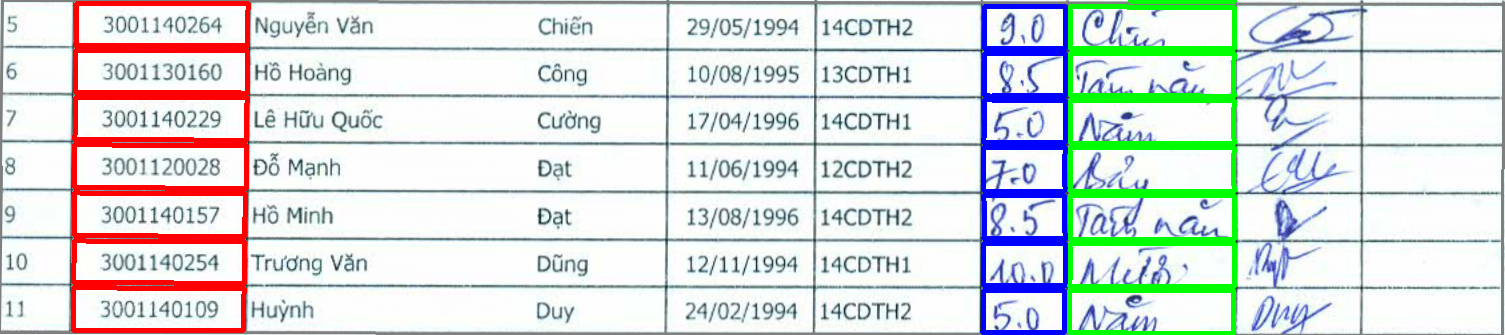 5 3001140264 Nguyễn Văn Chiến 29/05/1994 14CDTH2 9.0 Chín
6 3001130160 Hồ Hoàng Công 10/08/1995 13CDTH1 8.5 Tám năm
7 3001140229 Lê Hữu Quốc Cường 17/04/1996 14CDTH1 5.0 Năm
8 3001120028 Đỗ Mạnh Đạt 11/06/1994 12CDTH2 7.0 Bảy
9 3001140157 Hồ Minh Đạt 13/08/1996 14CDTH2 8.5 Tám năm
10 3001140254 Trương Văn Dũng 12/11/1994 14CDTH1 10.0 Mười
11 3001140109 Huỳnh Duy 24/02/1994 14CDTH2 5.0 Năm Duy